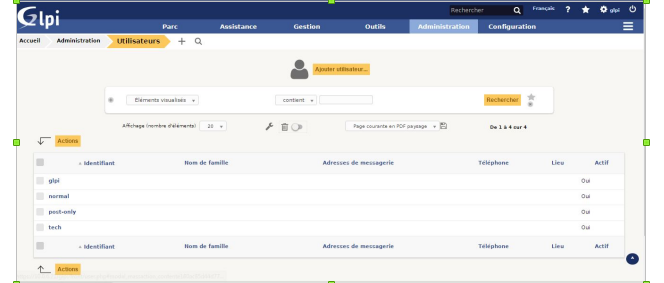 Glpi
Rechercher Français ? glpi
Parc Assistance Gestion Outils Administration Configuration
Accueil Administration Utilisateurs +
Ajouter utilisateur...
Éléments visualisés contient Rechercher
Affichage (nombre d'éléments) 20 Page courante en PDF paysage De 1 à 4 sur 4
Actions
Identifiant Nom de famille Adresses de messagerie Téléphone Lieu Actif
glpi Oui
normal Oui
post-only Oui
tech Oui
Identifiant Nom de famille Adresses de messagerie Téléphone Lieu Actif
Actions